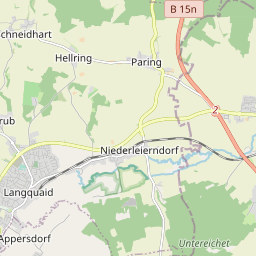 B 15n
chneidhart
Hellring
Paring
2
rub
Niederleierndorf
Langquaid
Appersdorf
Untereichet